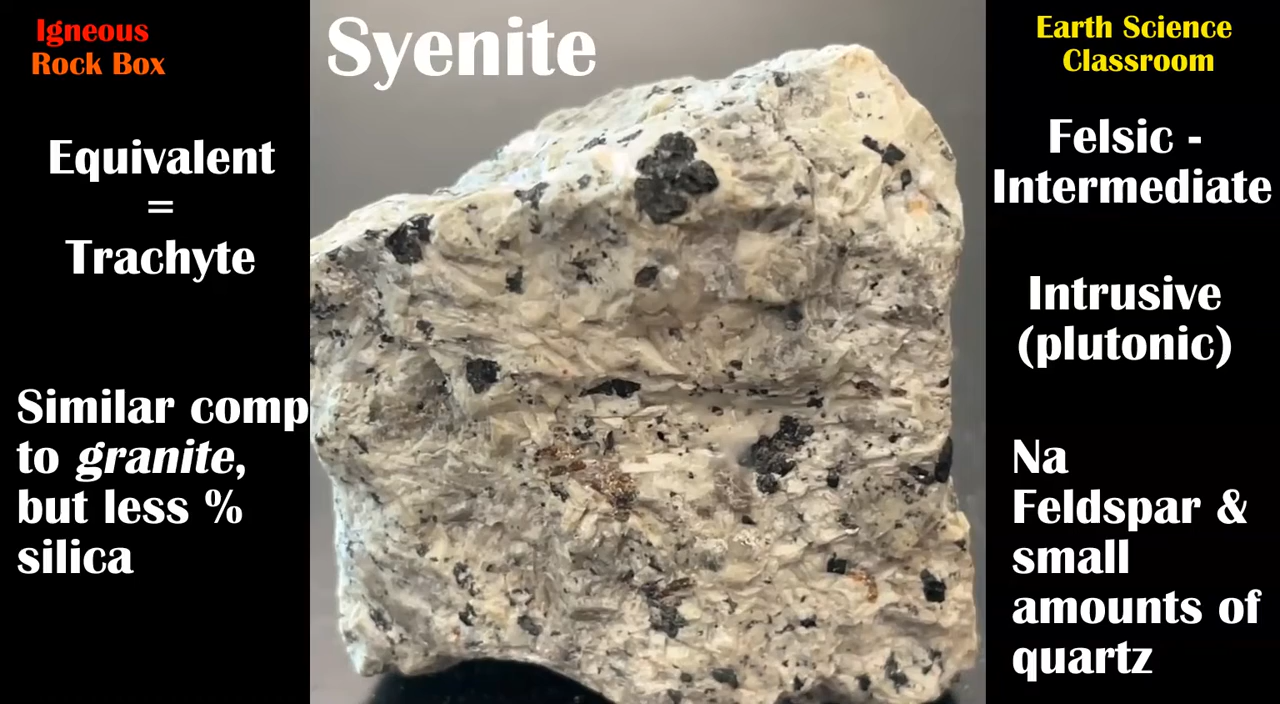 Igneous
Rock Box
Syenite
Earth Science
Classroom
Equivalent
=
Trachyte
Similar comp
to granite,
but less %
silica
Felsic -
Intermediate
Intrusive
(plutonic)
Na
Feldspar &
small
amounts of
quartz